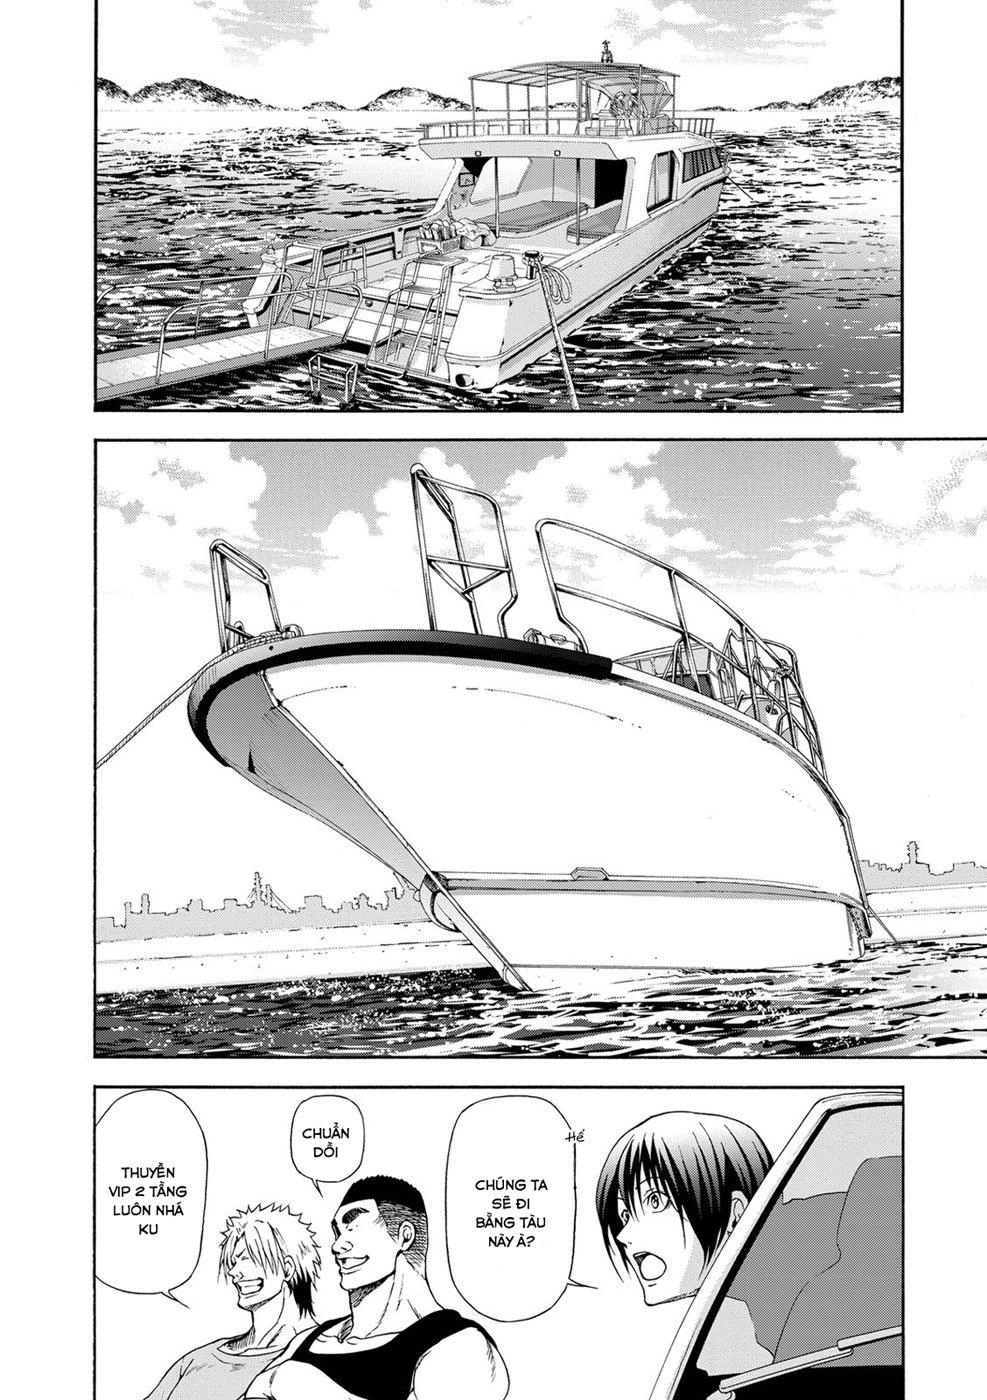 Hể
CHÚNG TA
SẼ ĐI
BẰNG TÀU
NÀY À?
CHUẨN
DỒI
THUYỀN
VIP 2 TẦNG
LUÔN NHÁ
KU